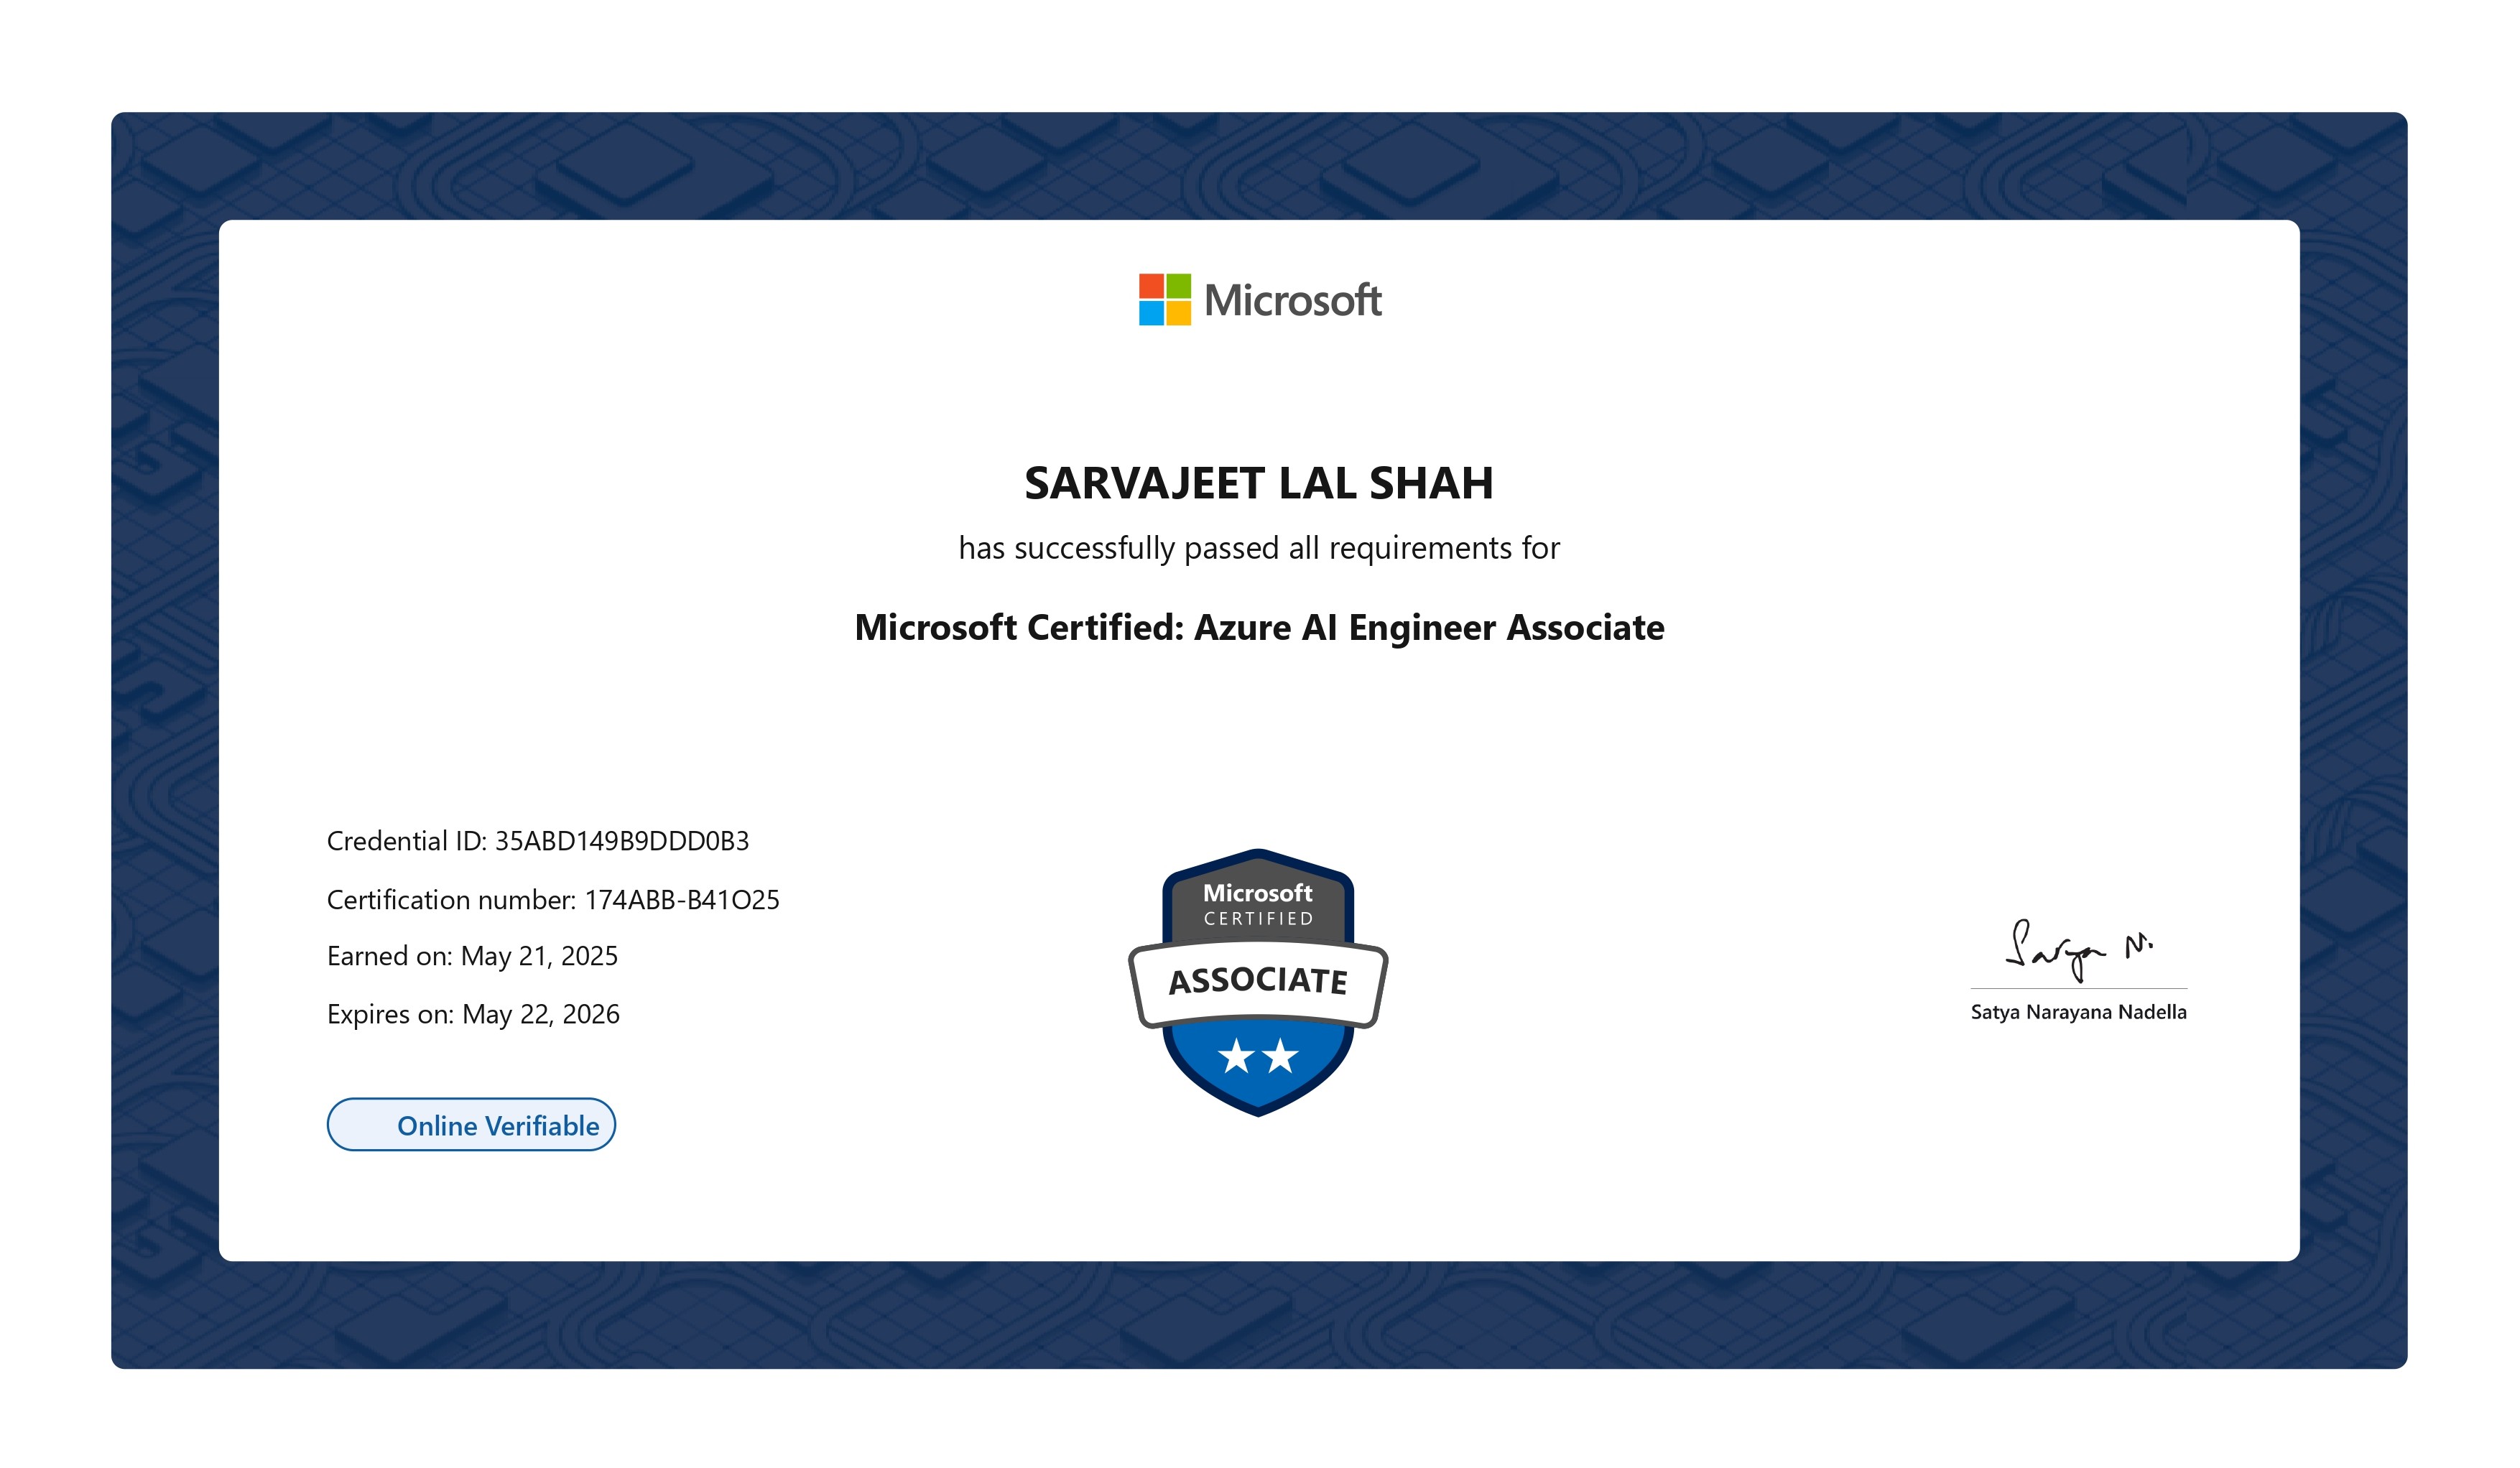 Microsoft
SARVAJEET LAL SHAH
has successfully passed all requirements for
Microsoft Certified: Azure AI Engineer Associate
Credential ID: 35ABD149B9DDD0B3
Certification number: 174ABB-B41O25
Earned on: May 21, 2025
Expires on: May 22, 2026
Online Verifiable
Microsoft
CERTIFIED
ASSOCIATE
Satya N.
Satya Narayana Nadella